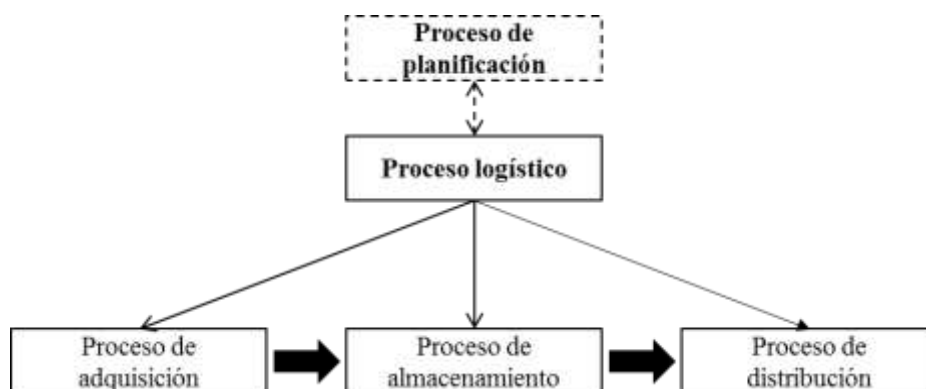 Proceso de
planificación
Proceso logístico
Proceso de
adquisición
Proceso de
almacenamiento
Proceso de
distribución